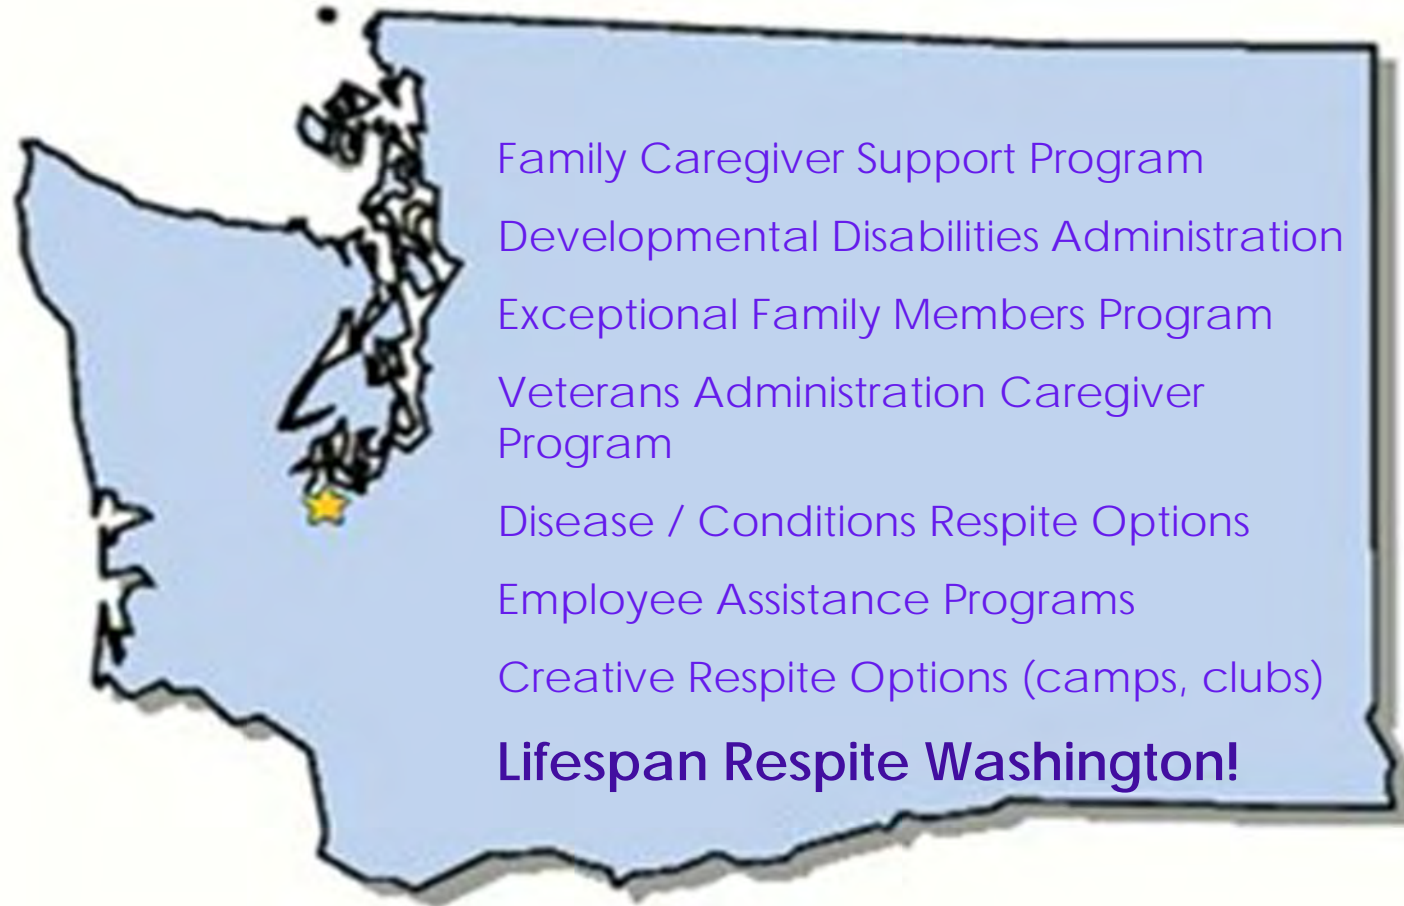 Family Caregiver Support Program
Developmental Disabilities Administration
Exceptional Family Members Program
Veterans Administration Caregiver
Program
Disease / Conditions Respite Options
Employee Assistance Programs
Creative Respite Options (camps, clubs)
Lifespan Respite Washington!